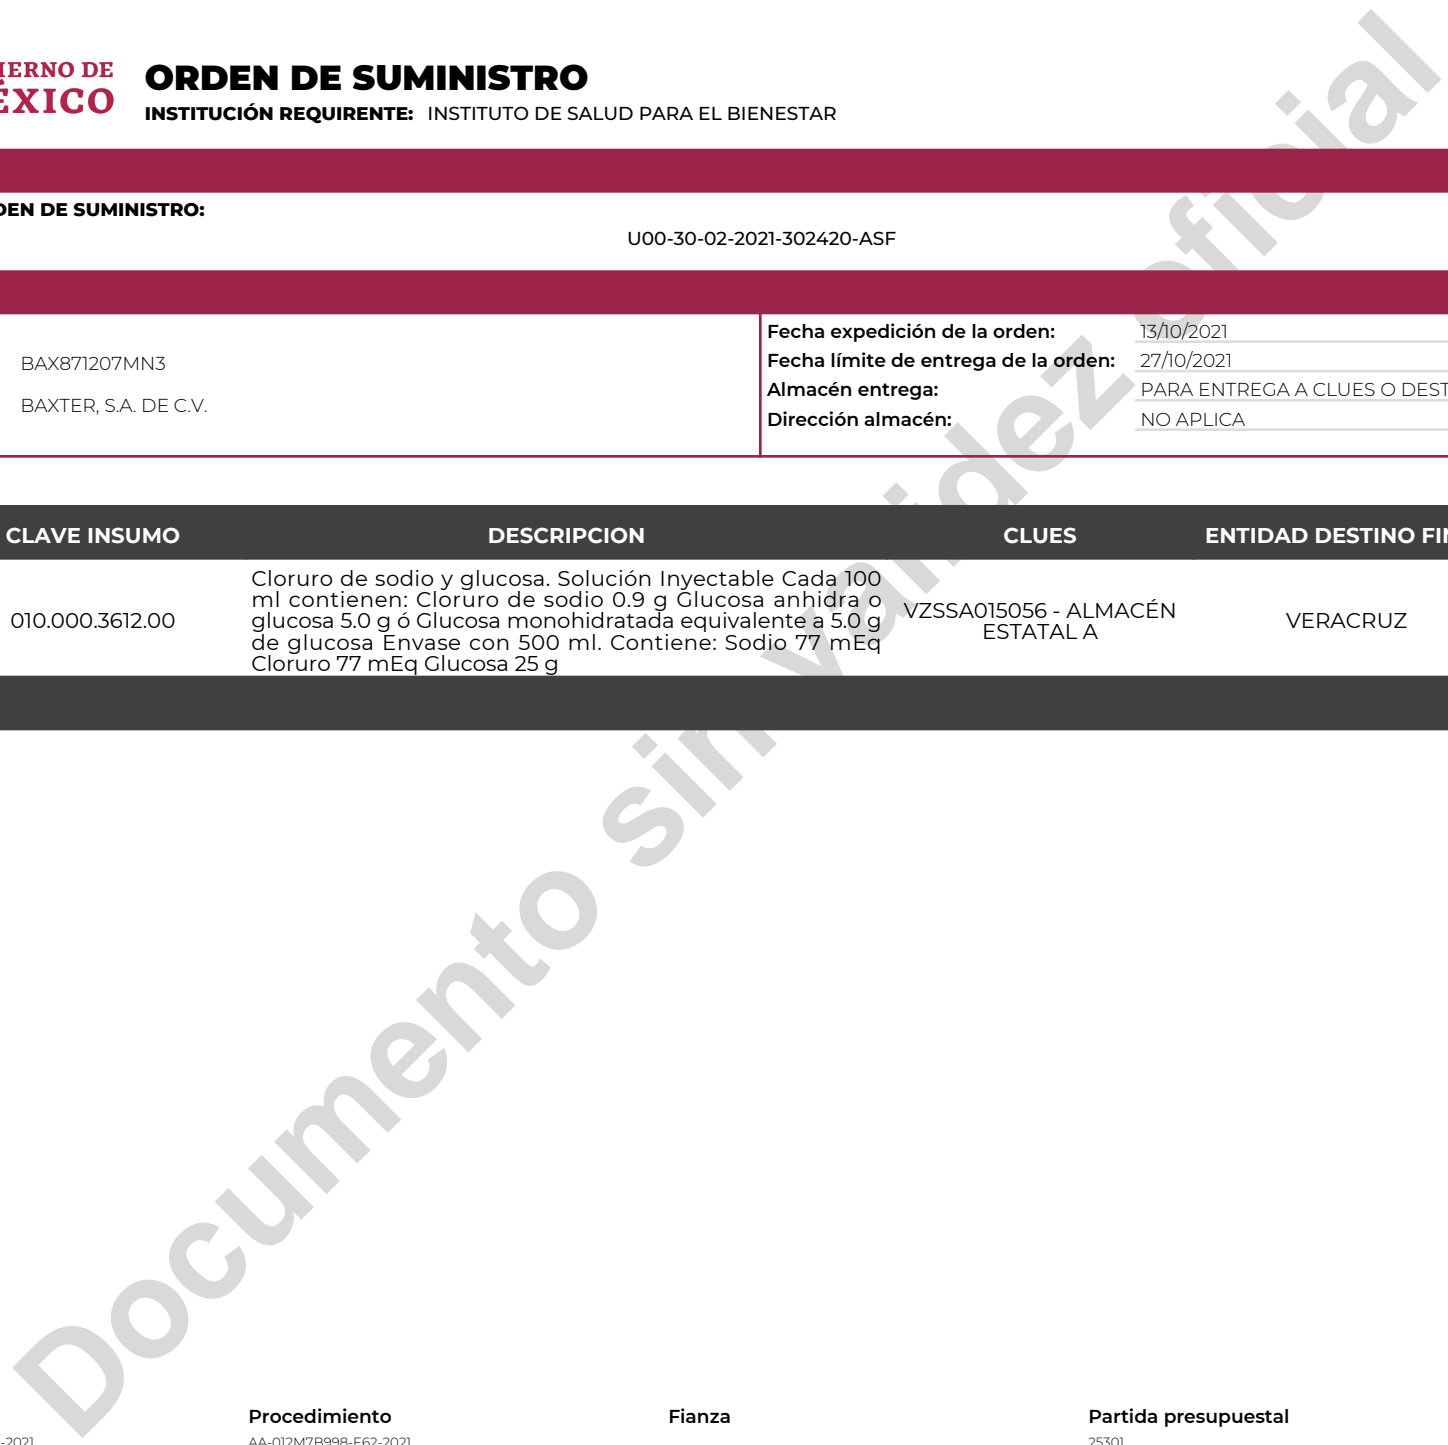 IERNO DE
ÉXICO
ORDEN DE SUMINISTRO
INSTITUCIÓN REQUIRENTE: INSTITUTO DE SALUD PARA EL BIENESTAR
DEN DE SUMINISTRO:
U00-30-02-2021-302420-ASF
BAX871207MN3
BAXTER, S.A. DE C.V.
Fecha expedición de la orden: 13/10/2021
Fecha límite de entrega de la orden: 27/10/2021
Almacén entrega: PARA ENTREGA A CLUES O DEST
Dirección almacén: NO APLICA
CLAVE INSUMO DESCRIPCION CLUES ENTIDAD DESTINO FIN
010.000.3612.00
Cloruro de sodio y glucosa. Solución Inyectable Cada 100
ml contienen: Cloruro de sodio 0.9 g Glucosa anhidra o
glucosa 5.0 g ó Glucosa monohidratada equivalente a 5.0 g
de glucosa Envase con 500 ml. Contiene: Sodio 77 mEq
Cloruro 77 mEq Glucosa 25 g
VZSSA015056 - ALMACÉN
ESTATAL A
VERACRUZ
Documento sin validez oficial
Procedimiento Fianza Partida presupuestal
-2021 AA-012M7B998-E62-2021 25301